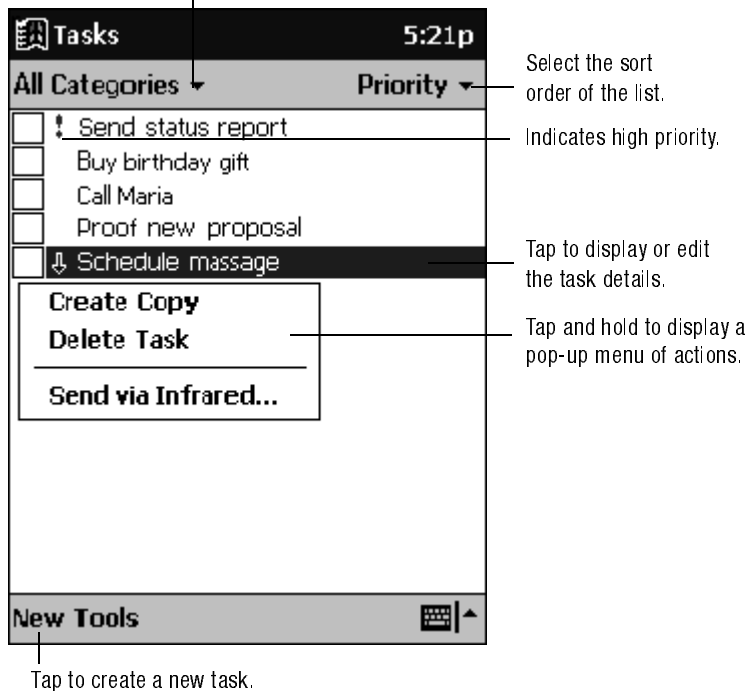 Tasks 5:21p
All Categories Priority
Select the sort
order of the list.
Send status report
Indicates high priority.
Buy birthday gift
Call Maria
Proof new proposal
Schedule massage
Tap to display or edit
the task details.
Create Copy
Delete Task
Send via Infrared...
Tap and hold to display a
pop-up menu of actions.
New Tools
Tap to create a new task.